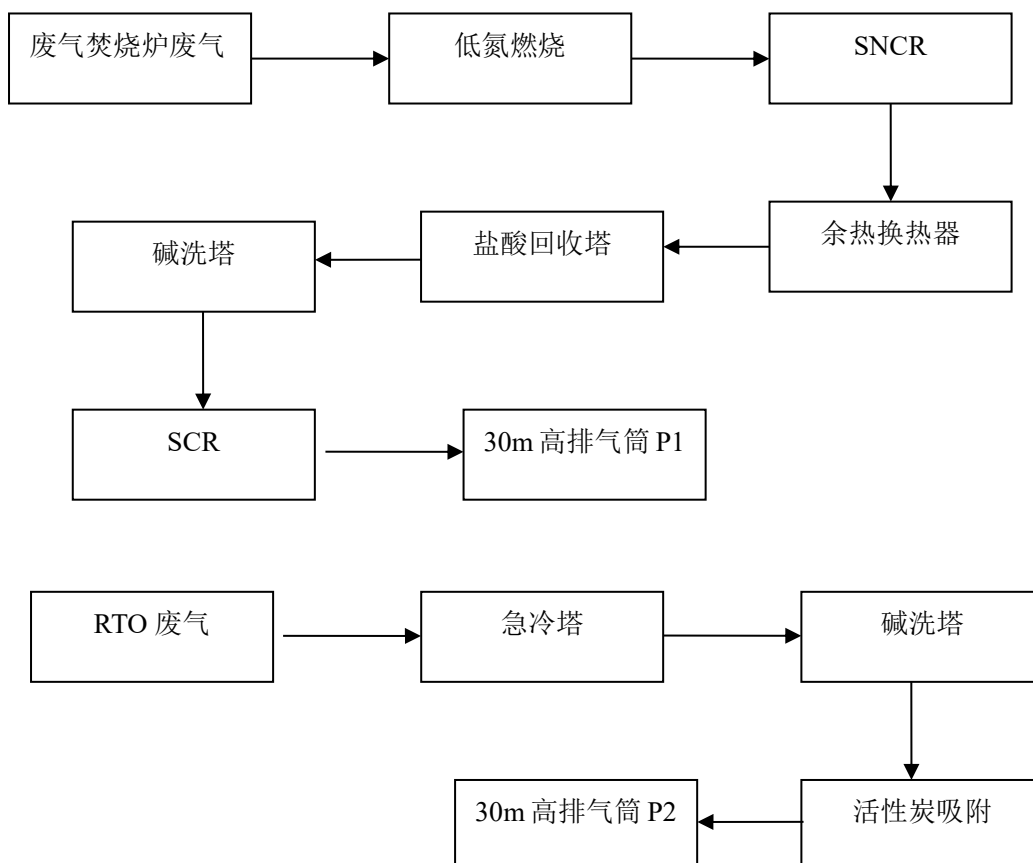 废气焚烧炉废气
低氮燃烧
SNCR
余热换热器
盐酸回收塔
碱洗塔
SCR
30m 高排气筒 P1
RTO 废气
急冷塔
碱洗塔
活性炭吸附
30m 高排气筒 P2